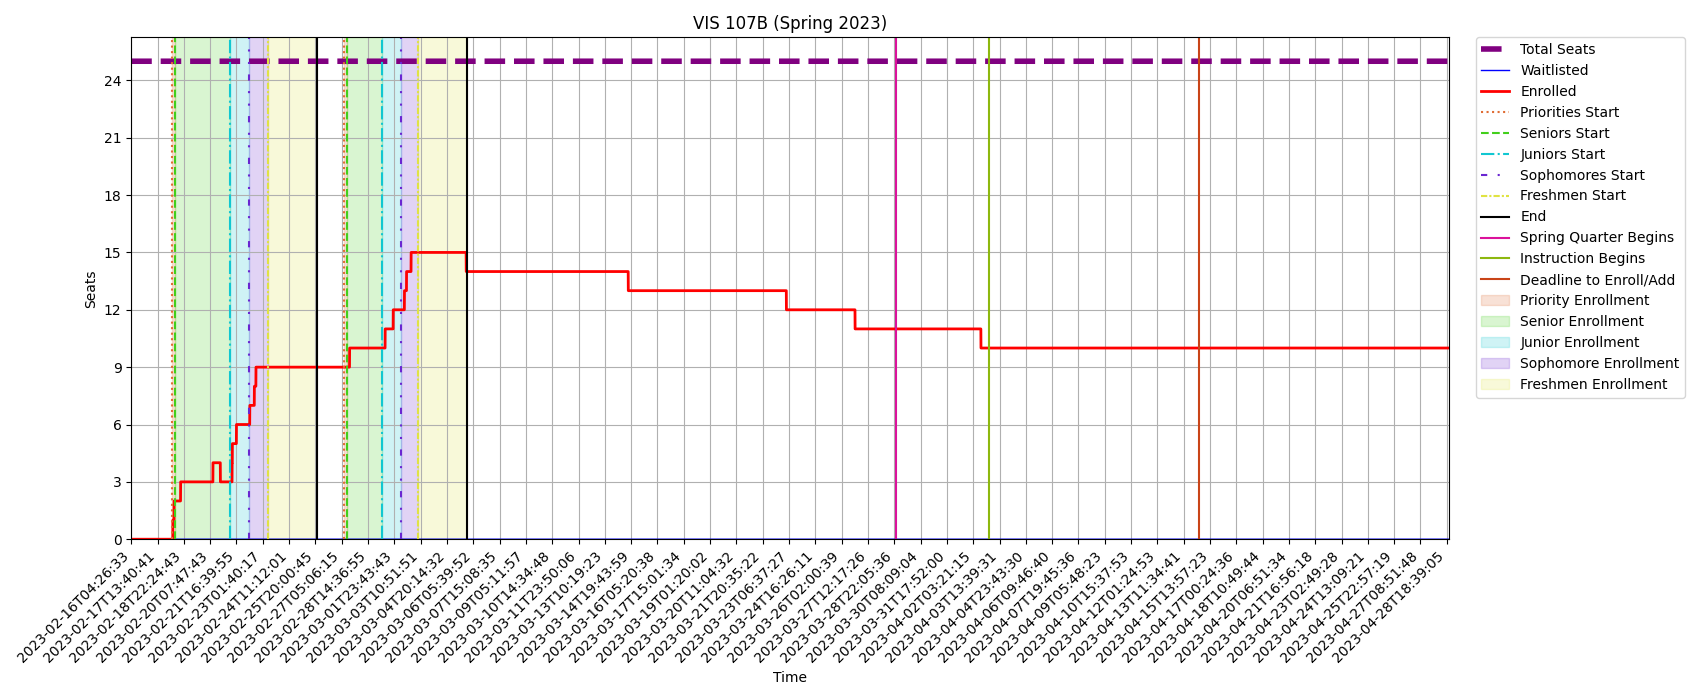 VIS 107B (Spring 2023)
Seats
24
21
18
15
12
9
6
3
0
2023-02-16T04:26:33
2023-02-17T13:40:41
2023-02-18T22:24:43
2023-02-20T07:47:43
2023-02-21T16:39:55
2023-02-23T01:40:17
2023-02-24T11:12:01
2023-02-25T20:00:45
2023-02-27T05:06:15
2023-02-28T14:36:55
2023-03-01T23:43:43
2023-03-03T10:51:51
2023-03-04T20:14:32
2023-03-06T05:39:52
2023-03-07T15:08:35
2023-03-09T05:11:57
2023-03-10T14:34:48
2023-03-11T23:50:06
2023-03-13T10:19:23
2023-03-14T19:43:59
2023-03-16T05:20:38
2023-03-17T15:01:34
2023-03-19T01:20:02
2023-03-20T11:04:32
2023-03-21T20:35:22
2023-03-23T06:37:27
2023-03-24T16:26:11
2023-03-26T02:00:39
2023-03-27T12:17:26
2023-03-28T22:05:36
2023-03-30T08:09:04
2023-03-31T17:52:00
2023-04-02T03:21:15
2023-04-03T13:39:31
2023-04-04T23:43:30
2023-04-06T09:46:40
2023-04-07T19:45:36
2023-04-09T05:48:23
2023-04-10T15:37:53
2023-04-12T01:24:53
2023-04-13T11:34:41
2023-04-15T13:57:23
2023-04-17T00:24:36
2023-04-18T10:49:44
2023-04-20T06:51:34
2023-04-21T16:56:18
2023-04-23T02:49:28
2023-04-24T13:09:21
2023-04-25T22:57:19
2023-04-27T08:51:48
2023-04-28T18:39:05
Time
Total Seats
Waitlisted
Enrolled
Priorities Start
Seniors Start
Juniors Start
Sophomores Start
Freshmen Start
End
Spring Quarter Begins
Instruction Begins
Deadline to Enroll/Add
Priority Enrollment
Senior Enrollment
Junior Enrollment
Sophomore Enrollment
Freshmen Enrollment